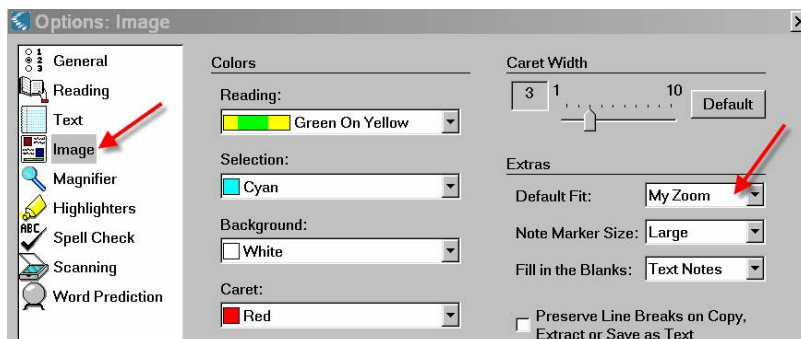 Options: Image
General
Reading
Text
Image
Magnifier
Highlighters
ABC
Spell Check
Scanning
Word Prediction
Colors
Reading:
Green On Yellow
Selection:
Cyan
Background:
White
Caret:
Red
Caret Width
3 1 10 Default
Extras
Default Fit: My Zoom
Note Marker Size: Large
Fill in the Blanks: Text Notes
Preserve Line Breaks on Copy,
Extract or Save as Text